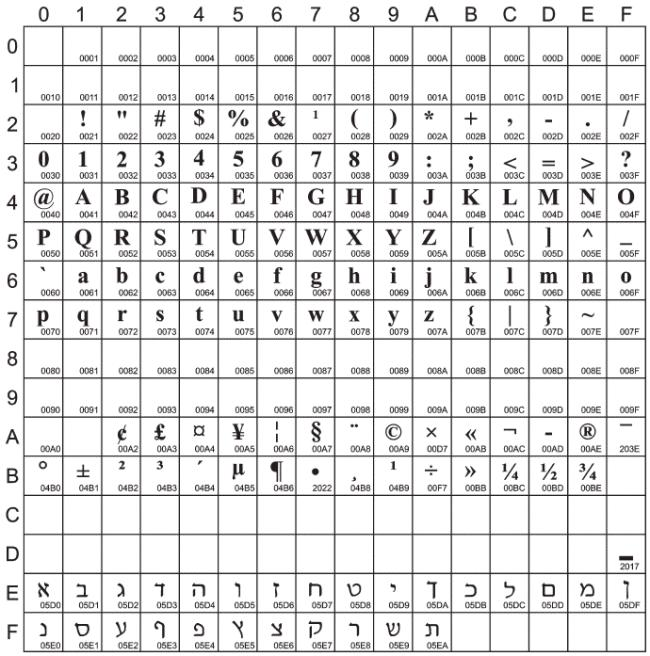 0 1 2 3 4 5 6 7 8 9 A B C D E F
0
0001 0002 0003 0004 0005 0006 0007 0008 0009 000A 000B 000C 000D 000E 000F
1
0010 0011 0012 0013 0014 0015 0016 0017 0018 0019 001A 001B 001C 001D 001E 001F
2 ! " # $ % & ¹ ( ) * + , - . /
0020 0021 0022 0023 0024 0025 0026 0027 0028 0029 002A 002B 002C 002D 002E 002F
3 0 1 2 3 4 5 6 7 8 9 : ; < = > ?
0030 0031 0032 0033 0034 0035 0036 0037 0038 0039 003A 003B 003C 003D 003E 003F
4 @ A B C D E F G H I J K L M N O
0040 0041 0042 0043 0044 0045 0046 0047 0048 0049 004A 004B 004C 004D 004E 004F
5 P Q R S T U V W X Y Z [ \ ] ^ _
0050 0051 0052 0053 0054 0055 0056 0057 0058 0059 005A 005B 005C 005D 005E 005F
6 ` a b c d e f g h i j k l m n o
0060 0061 0062 0063 0064 0065 0066 0067 0068 0069 006A 006B 006C 006D 006E 006F
7 p q r s t u v w x y z { | } ~
0070 0071 0072 0073 0074 0075 0076 0077 0078 0079 007A 007B 007C 007D 007E 007F
8
0080 0081 0082 0083 0084 0085 0086 0087 0088 0089 008A 008B 008C 008D 008E 008F
9
0090 0091 0092 0093 0094 0095 0096 0097 0098 0099 009A 009B 009C 009D 009E 009F
A ¢ £ ¤ ¥ ¦ § ¨ © × « ¬ - ® ‾
00A0 00A2 00A3 00A4 00A5 00A6 00A7 00A8 00A9 00D7 00AB 00AC 00AD 00AE 203E
B ° ± ² ³ ´ µ ¶ • ¸ ¹ ÷ » ¼ ½ ¾
04B0 04B1 04B2 04B3 04B4 04B5 04B6 2022 04B8 04B9 00F7 00BB 00BC 00BD 00BE
C
D ‗
2017
E א ב ג ד ה ו ז ח ט י ך כ ל ם מ ן
05D0 05D1 05D2 05D3 05D4 05D5 05D6 05D7 05D8 05D9 05DA 05DB 05DC 05DD 05DE 05DF
F נ ס ע ף פ ץ צ ק ר ש ת
05E0 05E1 05E2 05E3 05E4 05E5 05E6 05E7 05E8 05E9 05EA